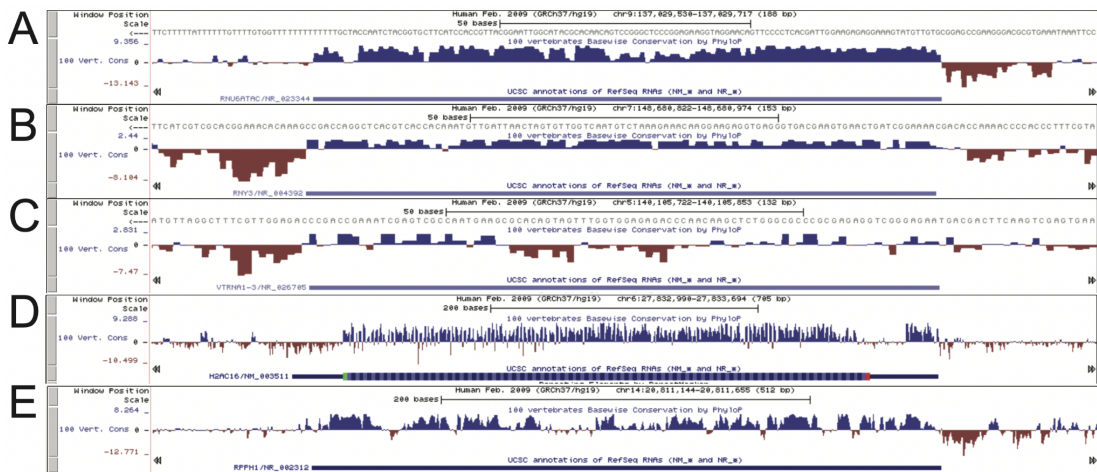 A
Window Position Human Feb. 2009 (GRCh37/hg19) chr9:137,029,530-137,029,717 (188 bp)
Scale 50 bases
<---
9.356 100 vertebrates Basewise Conservation by PhyloP
100 Vert. Cons 0
-13.143
UCSC annotations of RefSeq RNAs (NM_* and NR_*)
RNU6ATAC/NR_023344
B
Window Position Human Feb. 2009 (GRCh37/hg19) chr7:148,680,822-148,680,974 (153 bp)
Scale 50 bases
<---
2.44 100 vertebrates Basewise Conservation by PhyloP
100 Vert. Cons 0
-8.104
UCSC annotations of RefSeq RNAs (NM_* and NR_*)
RNY3/NR_004392
C
Window Position Human Feb. 2009 (GRCh37/hg19) chr5:140,105,722-140,105,853 (132 bp)
Scale 50 bases
<---
2.831 100 vertebrates Basewise Conservation by PhyloP
100 Vert. Cons 0
-7.47
UCSC annotations of RefSeq RNAs (NM_* and NR_*)
VTRNA1-3/NR_026705
D
Window Position Human Feb. 2009 (GRCh37/hg19) chr6:27,832,990-27,833,694 (705 bp)
Scale 200 bases
9.288 100 vertebrates Basewise Conservation by PhyloP
100 Vert. Cons 0
-10.499
UCSC annotations of RefSeq RNAs (NM_* and NR_*)
H2AC16/NM_003511
E
Window Position Human Feb. 2009 (GRCh37/hg19) chr14:20,811,144-20,811,655 (512 bp)
Scale 200 bases
8.264 100 vertebrates Basewise Conservation by PhyloP
100 Vert. Cons 0
-12.771
UCSC annotations of RefSeq RNAs (NM_* and NR_*)
RPPH1/NR_002312